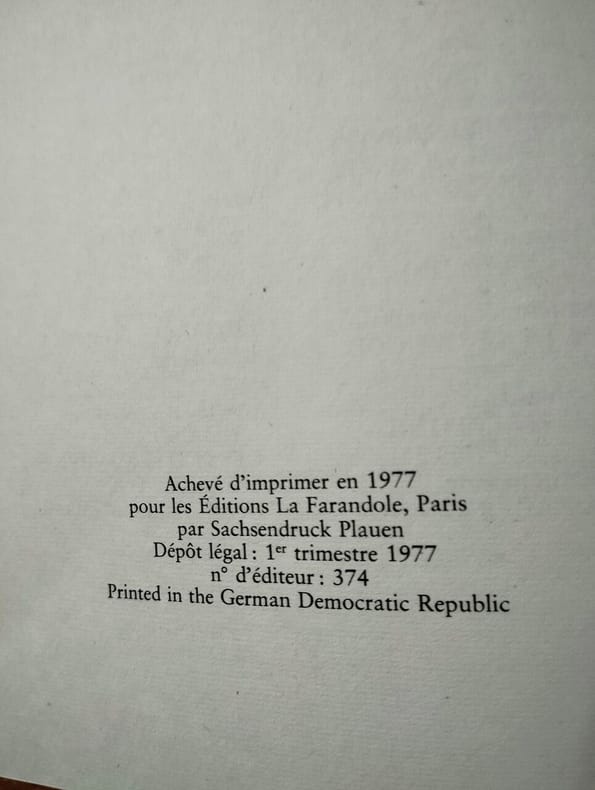 Achevé d'imprimer en 1977
pour les Éditions La Farandole, Paris
par Sachsendruck Plauen
Dépôt légal : 1er trimestre 1977
n° d'éditeur : 374
Printed in the German Democratic Republic